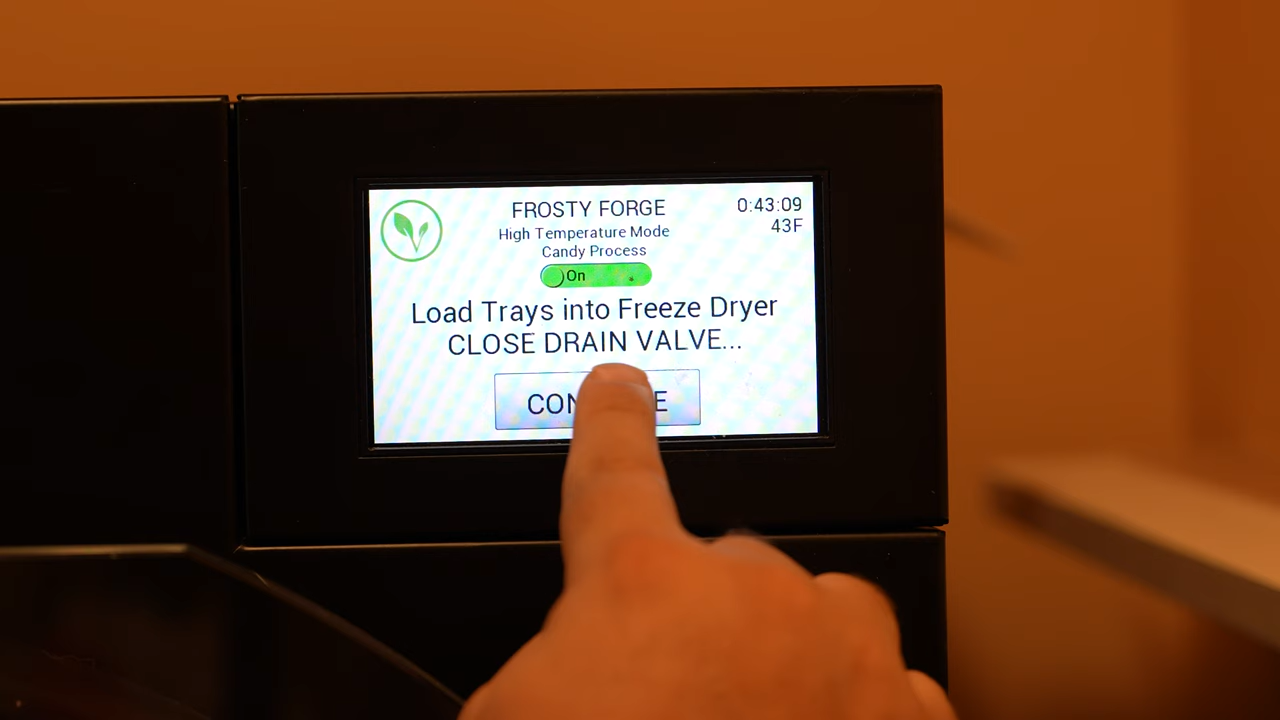 FROSTY FORGE
0:43:09
High Temperature Mode
43F
Candy Process
On
Load Trays into Freeze Dryer
CLOSE DRAIN VALVE...